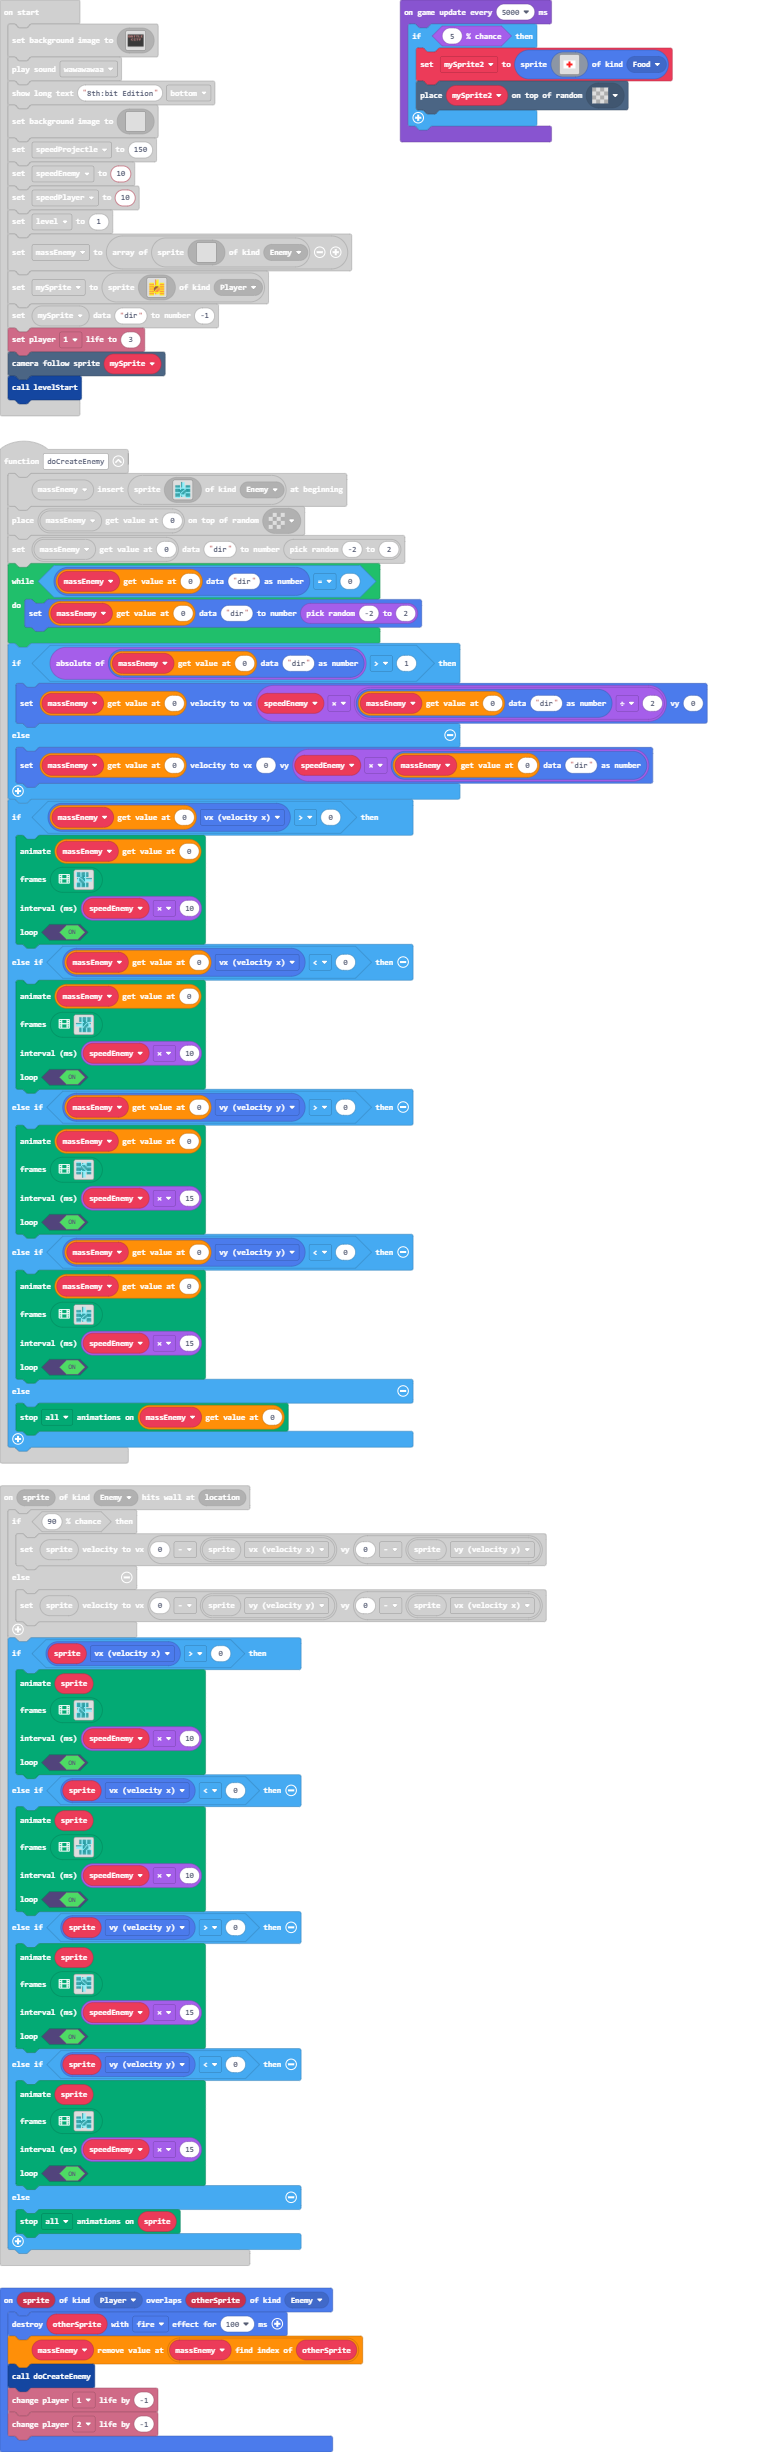 on start
set background image to
play sound wawawawaa
show long text "8th:bit Edition" bottom
set background image to
set speedProjectle to 150
set speedEnemy to 10
set speedPlayer to 10
set level to 1
set massEnemy to array of sprite of kind Enemy
set mySprite to sprite of kind Player
set mySprite data "dir" to number -1
set player 1 life to 3
camera follow sprite mySprite
call levelStart
on game update every 5000 ms
if 5 % chance then
set mySprite2 to sprite of kind Food
place mySprite2 on top of random
function doCreateEnemy
massEnemy insert sprite of kind Enemy at beginning
place massEnemy get value at 0 on top of random
set massEnemy get value at 0 data "dir" to number pick random -2 to 2
while massEnemy get value at 0 data "dir" as number = 0
do set massEnemy get value at 0 data "dir" to number pick random -2 to 2
if absolute of massEnemy get value at 0 data "dir" as number > 1 then
set massEnemy get value at 0 velocity to vx speedEnemy × massEnemy get value at 0 data "dir" as number ÷ 2 vy 0
else
set massEnemy get value at 0 velocity to vx 0 vy speedEnemy × massEnemy get value at 0 data "dir" as number
if massEnemy get value at 0 vx (velocity x) > 0 then
animate massEnemy get value at 0
frames
interval (ms) speedEnemy × 10
loop ON
else if massEnemy get value at 0 vx (velocity x) < 0 then
animate massEnemy get value at 0
frames
interval (ms) speedEnemy × 10
loop ON
else if massEnemy get value at 0 vy (velocity y) > 0 then
animate massEnemy get value at 0
frames
interval (ms) speedEnemy × 15
loop ON
else if massEnemy get value at 0 vy (velocity y) < 0 then
animate massEnemy get value at 0
frames
interval (ms) speedEnemy × 15
loop ON
else
stop all animations on massEnemy get value at 0
on sprite of kind Enemy hits wall at location
if 90 % chance then
set sprite velocity to vx 0 - sprite vx (velocity x) vy 0 - sprite vy (velocity y)
else
set sprite velocity to vx 0 - sprite vy (velocity y) vy 0 - sprite vx (velocity x)
if sprite vx (velocity x) > 0 then
animate sprite
frames
interval (ms) speedEnemy × 10
loop ON
else if sprite vx (velocity x) < 0 then
animate sprite
frames
interval (ms) speedEnemy × 10
loop ON
else if sprite vy (velocity y) > 0 then
animate sprite
frames
interval (ms) speedEnemy × 15
loop ON
else if sprite vy (velocity y) < 0 then
animate sprite
frames
interval (ms) speedEnemy × 15
loop ON
else
stop all animations on sprite
on sprite of kind Player overlaps otherSprite of kind Enemy
destroy otherSprite with fire effect for 100 ms
massEnemy remove value at massEnemy find index of otherSprite
call doCreateEnemy
change player 1 life by -1
change player 2 life by -1